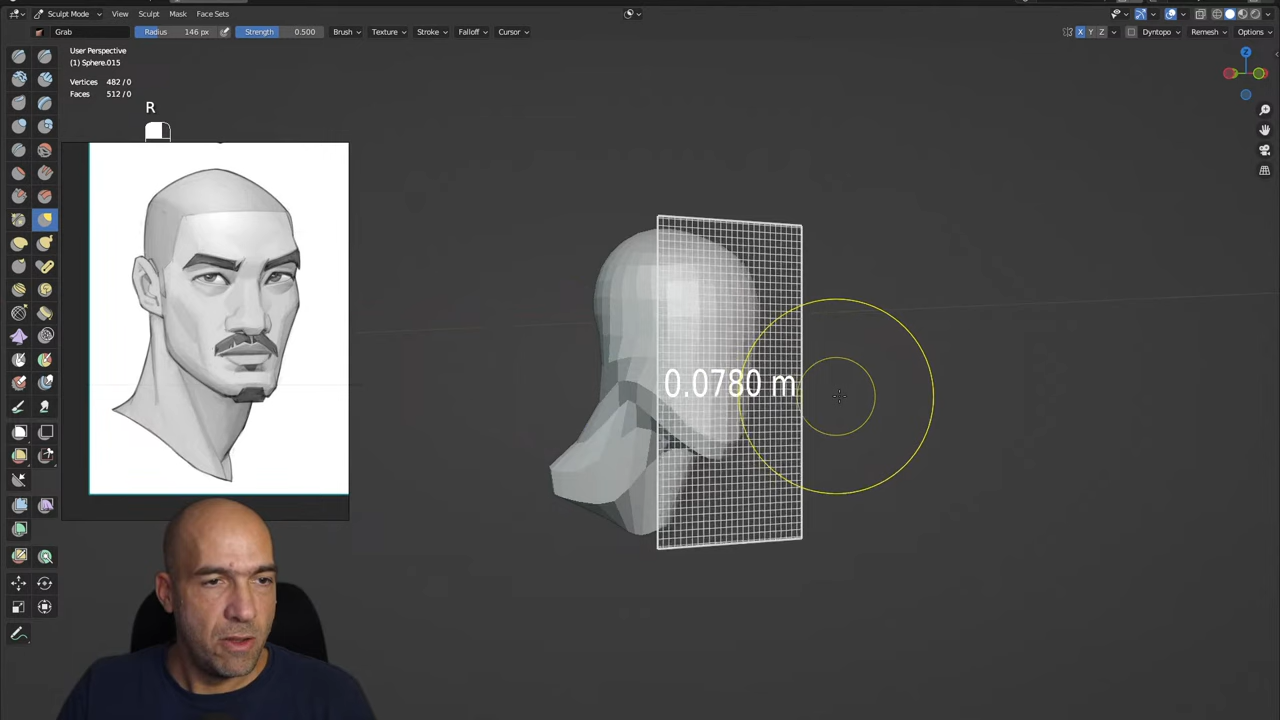 Sculpt Mode View Sculpt Mask Face Sets
Grab Radius 146 px Strength 0.500 Brush Texture Stroke Falloff Cursor X Y Z Dyntopo Remesh Options
User Perspective
(1) Sphere.015
Vertices 482 / 0
Faces 512 / 0
R
Z
0.0780 m